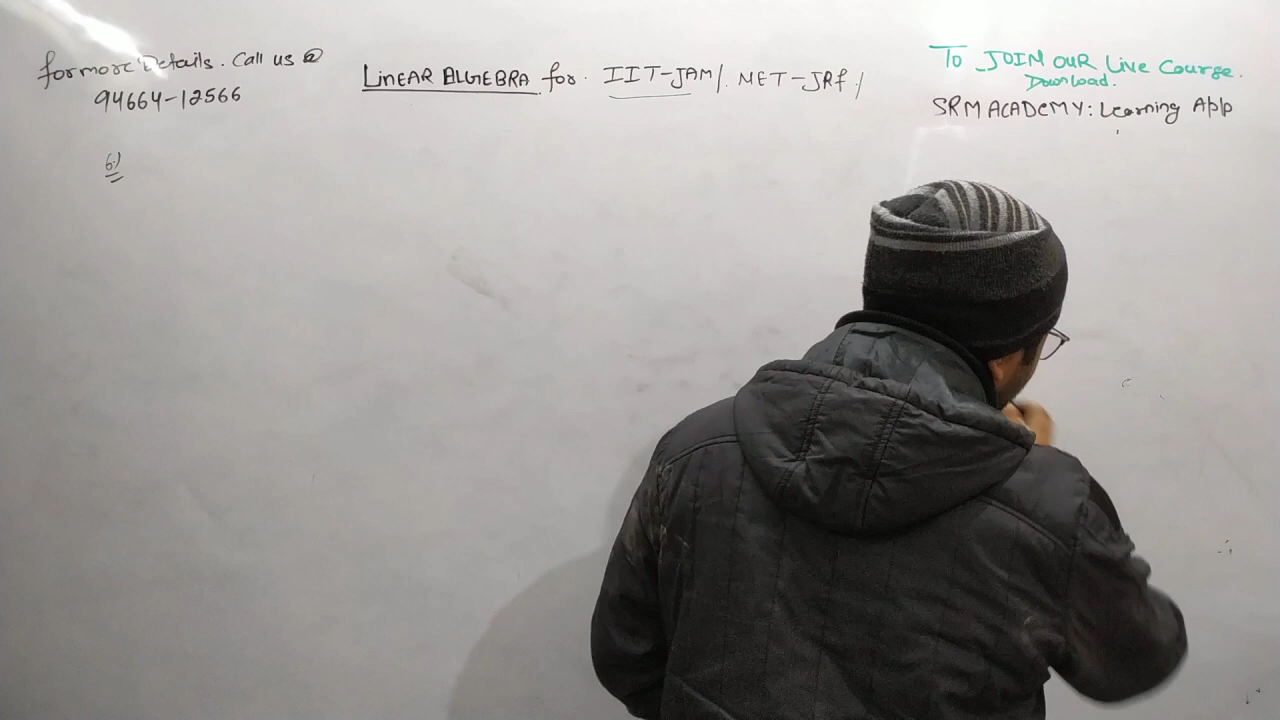 for more Details. Call us @
94664-12566
LINEAR ALGEBRA for. IIT-JAM/. NET-JRf./
To JOIN OUR Live Course.
Download.
SRM ACADEMY: Learning App
6.)